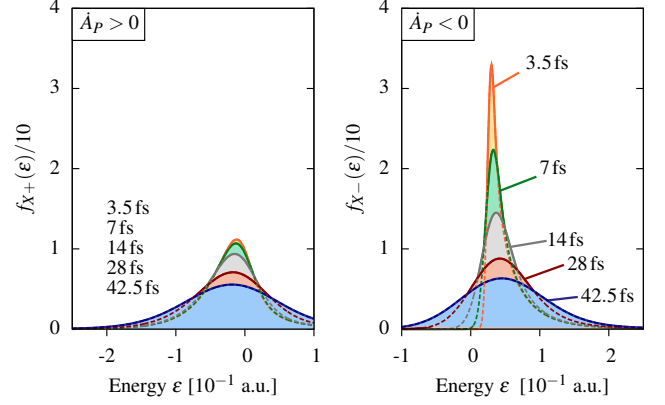 Ȧ_P > 0
f_{X+}(ε)/10
4
3
2
1
0
3.5 fs
7 fs
14 fs
28 fs
42.5 fs
-2 -1 0 1
Energy ε [10⁻¹ a.u.]
Ȧ_P < 0
f_{X−}(ε)/10
4
3
2
1
0
3.5 fs
7 fs
14 fs
28 fs
42.5 fs
-1 0 1 2
Energy ε [10⁻¹ a.u.]